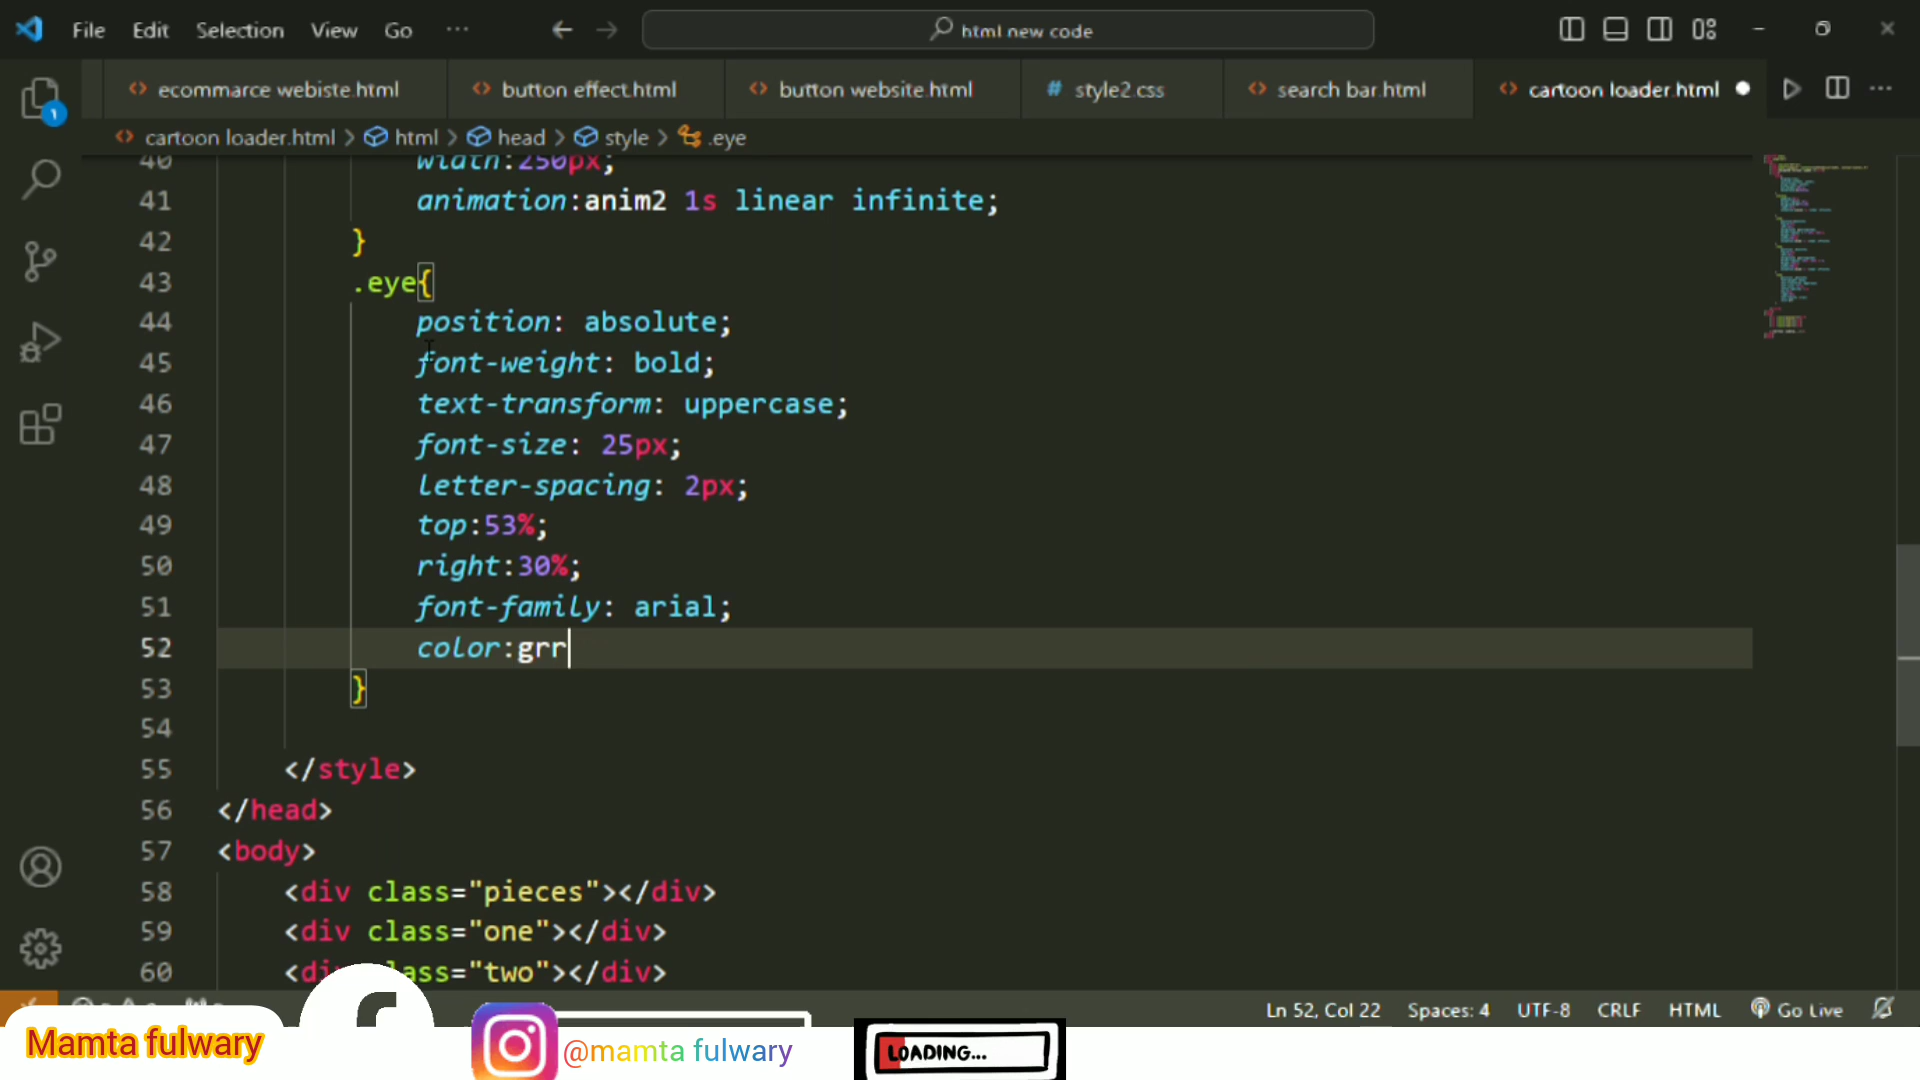 File Edit Selection View Go ··· html new code
ecommarce webiste.html button effect.html button website.html # style2.css search bar.html cartoon loader.html
cartoon loader.html > html > head > style > .eye
40 width:250px;
41 animation:anim2 1s linear infinite;
42 }
43 .eye{
44 position: absolute;
45 font-weight: bold;
46 text-transform: uppercase;
47 font-size: 25px;
48 letter-spacing: 2px;
49 top:53%;
50 right:30%;
51 font-family: arial;
52 color:grr
53 }
54
55 </style>
56 </head>
57 <body>
58 <div class="pieces"></div>
59 <div class="one"></div>
60 class="two"></div>
Ln 52, Col 22 Spaces: 4 UTF-8 CRLF HTML Go Live
Mamta fulwary @mamta fulwary LOADING...